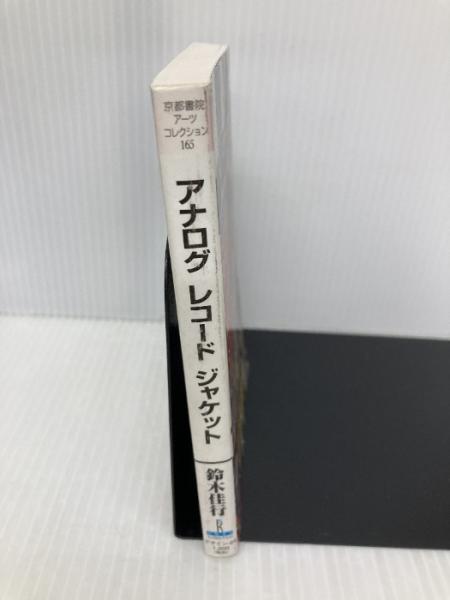 京都書院
アーツ
コレクション
165
アナログ レコード ジャケット
鈴木佳行
R